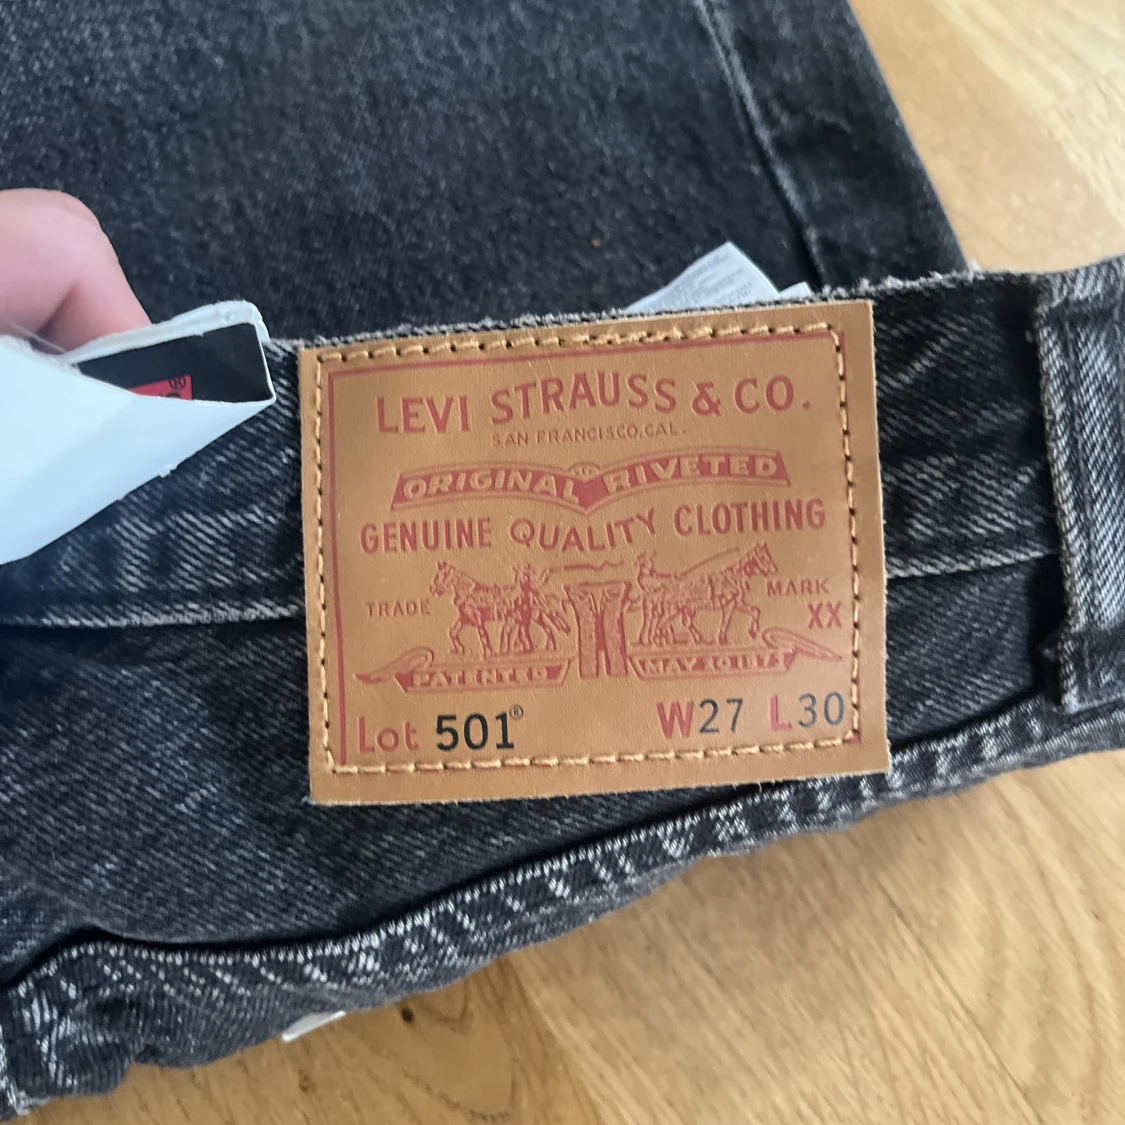 LEVI STRAUSS & CO.
SAN FRANCISCO, CAL.
ORIGINAL RIVETED
GENUINE QUALITY CLOTHING
TRADE MARK
XX
PATENTED MAY 20 1873
Lot 501® W27 L30